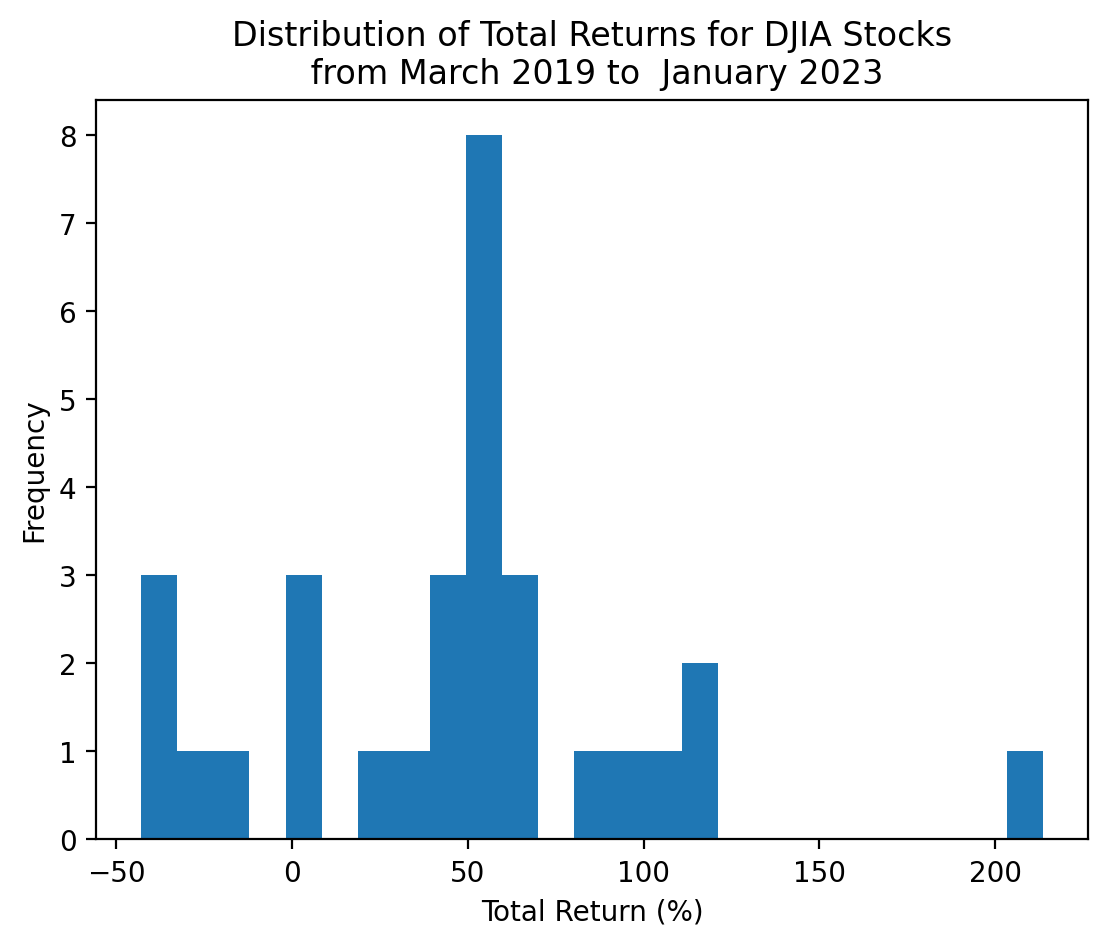 Distribution of Total Returns for DJIA Stocks
from March 2019 to  January 2023
Frequency
8
7
6
5
4
3
2
1
0
−50 0 50 100 150 200
Total Return (%)